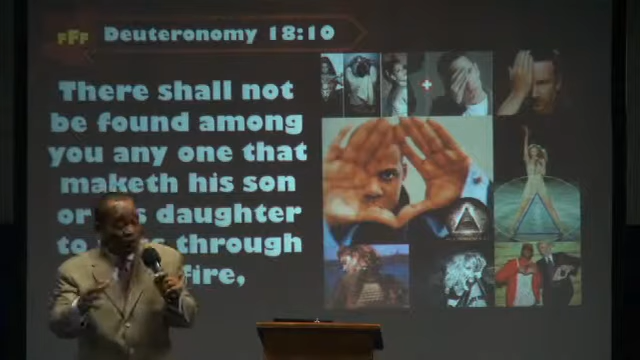 FFF Deuteronomy 18:10
There shall not
be found among
you any one that
maketh his son
or daughter
to through
fire,